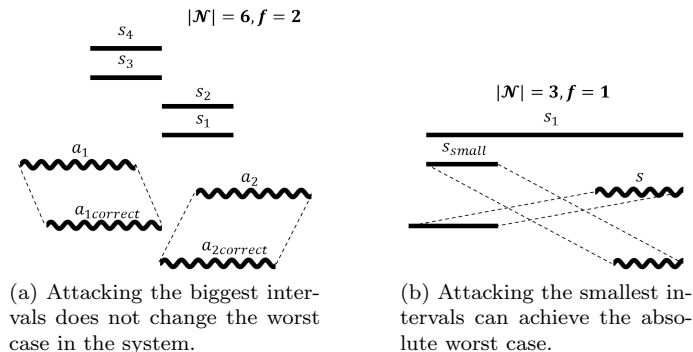 |𝒩| = 6, f = 2
s₄
s₃
s₂
s₁
a₁
a₂
a₁correct
a₂correct
(a) Attacking the biggest inter-
vals does not change the worst
case in the system.
|𝒩| = 3, f = 1
s₁
s_small
s
(b) Attacking the smallest in-
tervals can achieve the abso-
lute worst case.